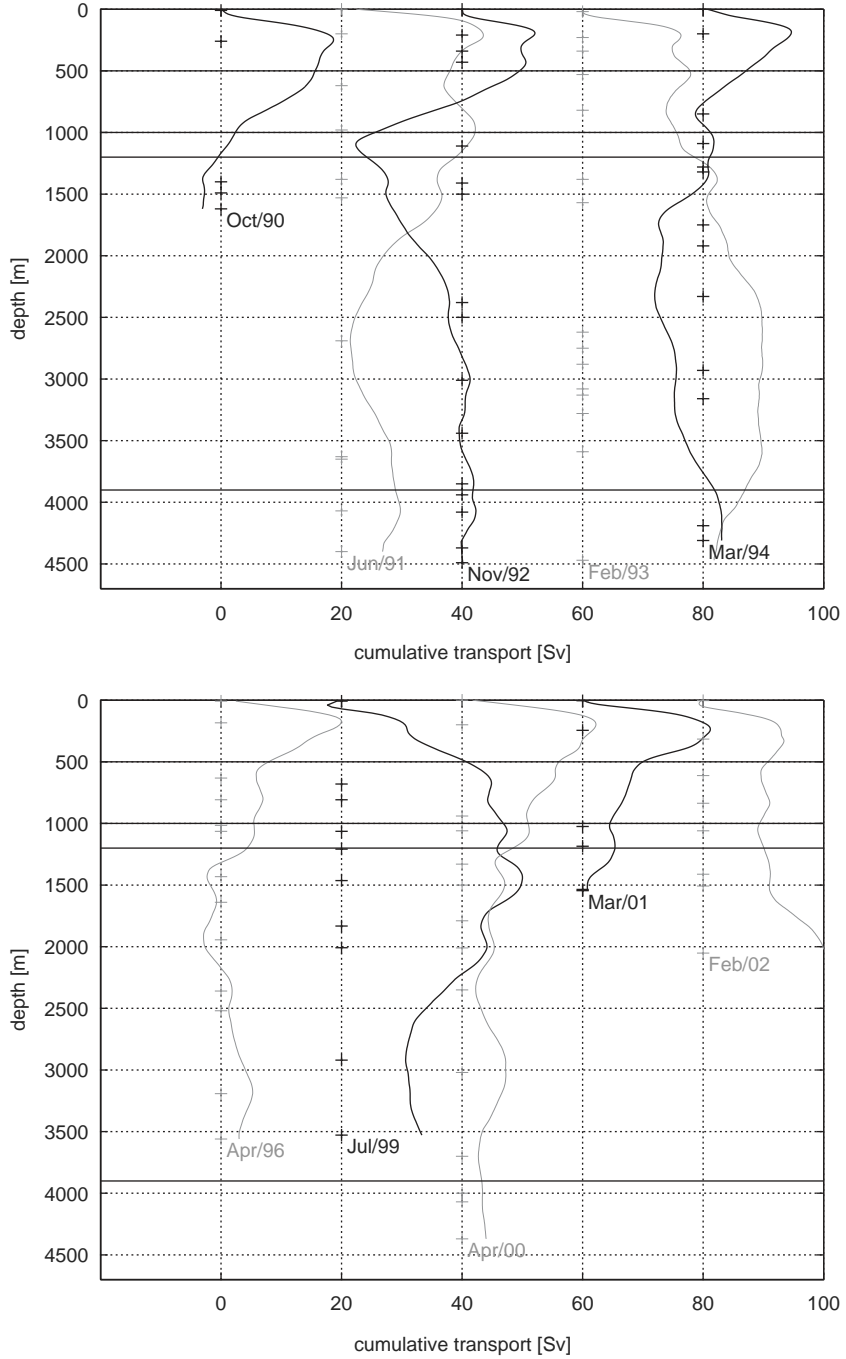 0
500
1000
1500
2000
2500
3000
3500
4000
4500
depth [m]
Oct/90
Jun/91
Nov/92
Feb/93
Mar/94
0 20 40 60 80 100
cumulative transport [Sv]
0
500
1000
1500
2000
2500
3000
3500
4000
4500
depth [m]
Mar/01
Feb/02
Apr/96
Jul/99
Apr/00
0 20 40 60 80 100
cumulative transport [Sv]